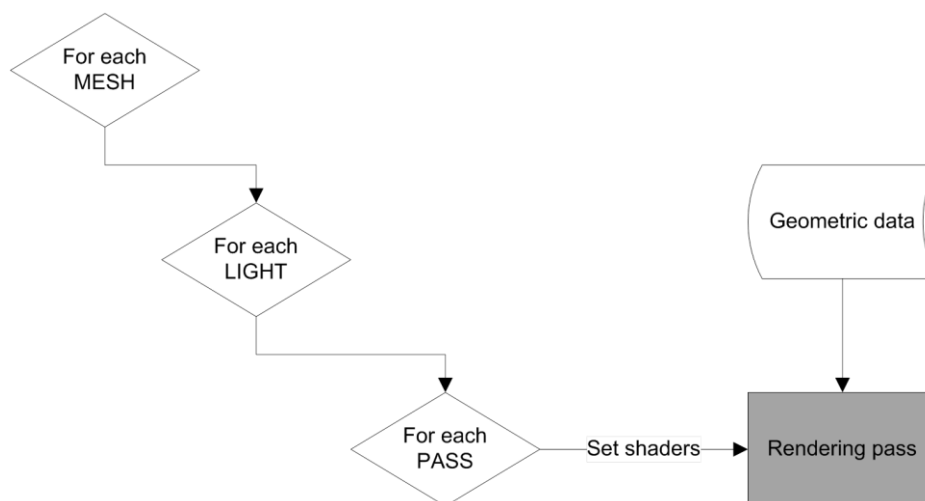 For each
MESH
For each
LIGHT
Geometric data
For each
PASS
Set shaders
Rendering pass